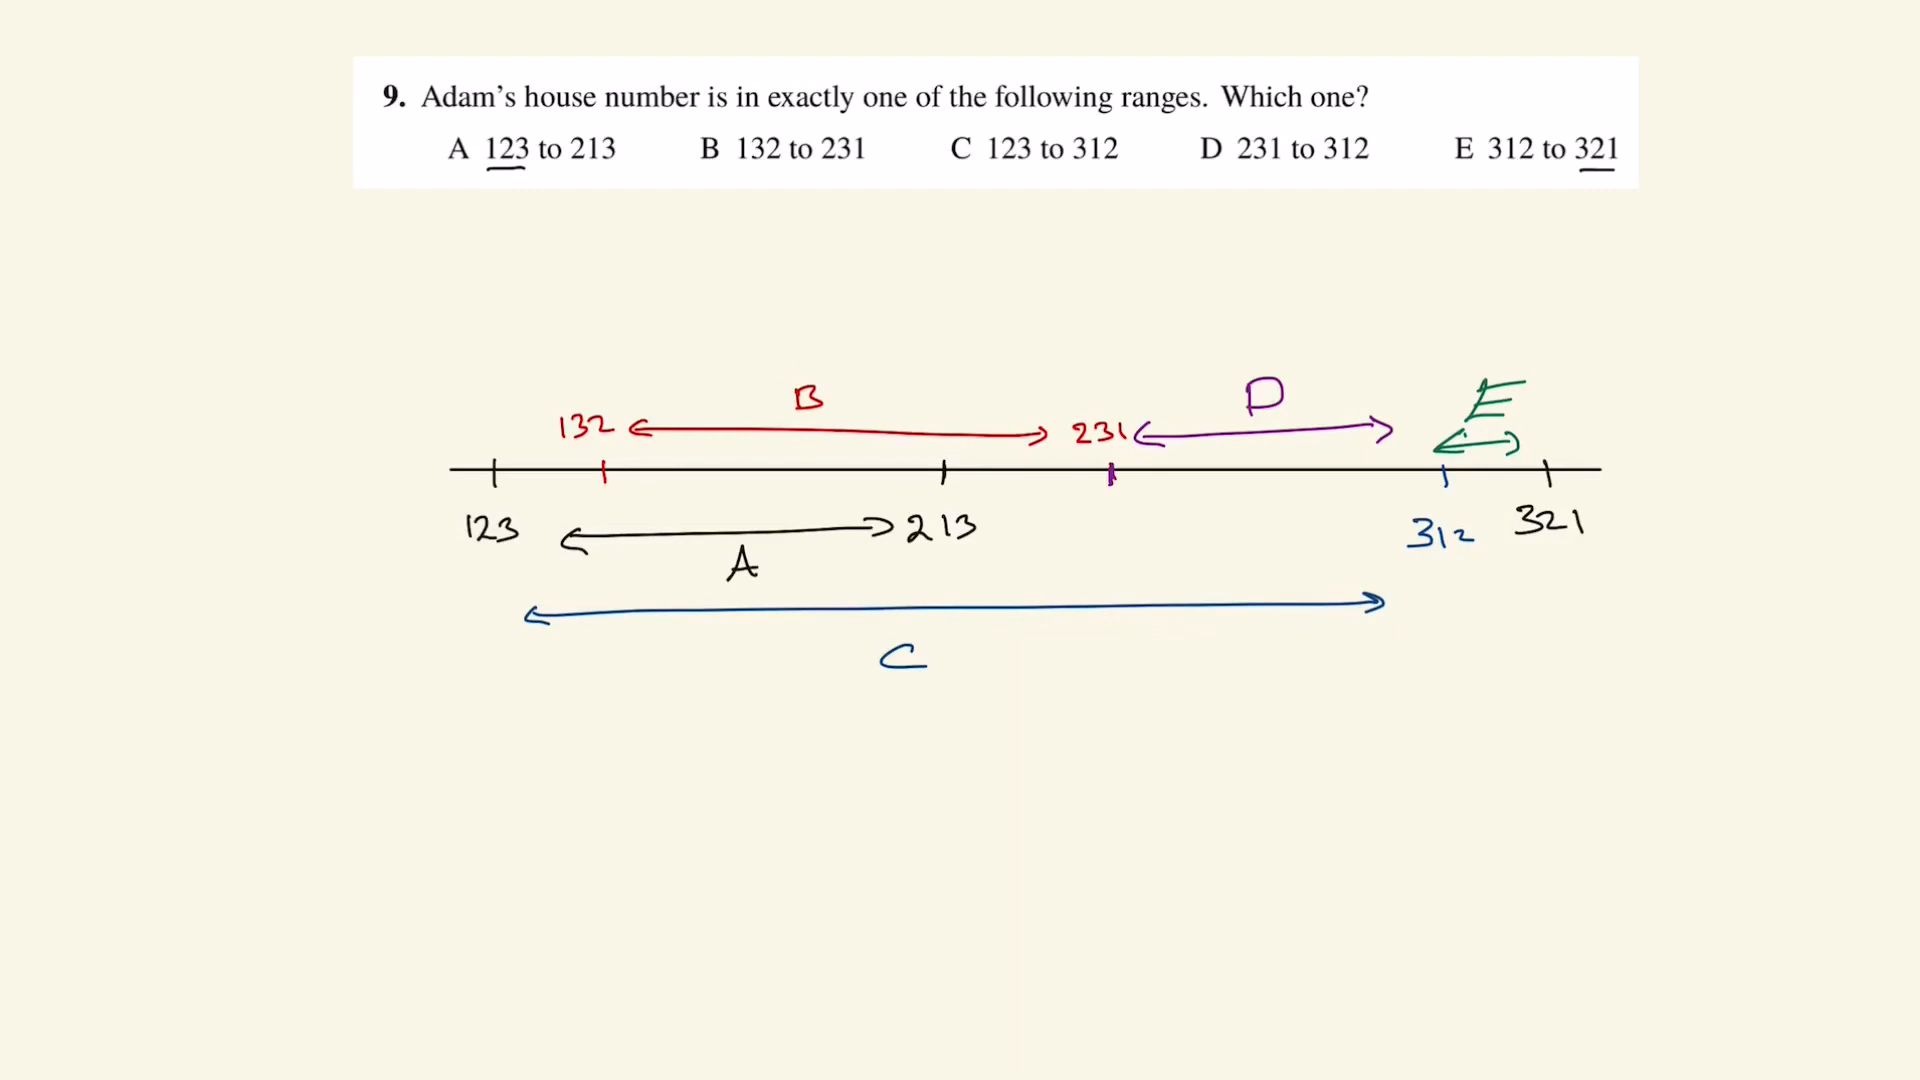 9. Adam's house number is in exactly one of the following ranges. Which one?
A 123 to 213 B 132 to 231 C 123 to 312 D 231 to 312 E 312 to 321
B D E
132 231
123 213 312 321
A
C